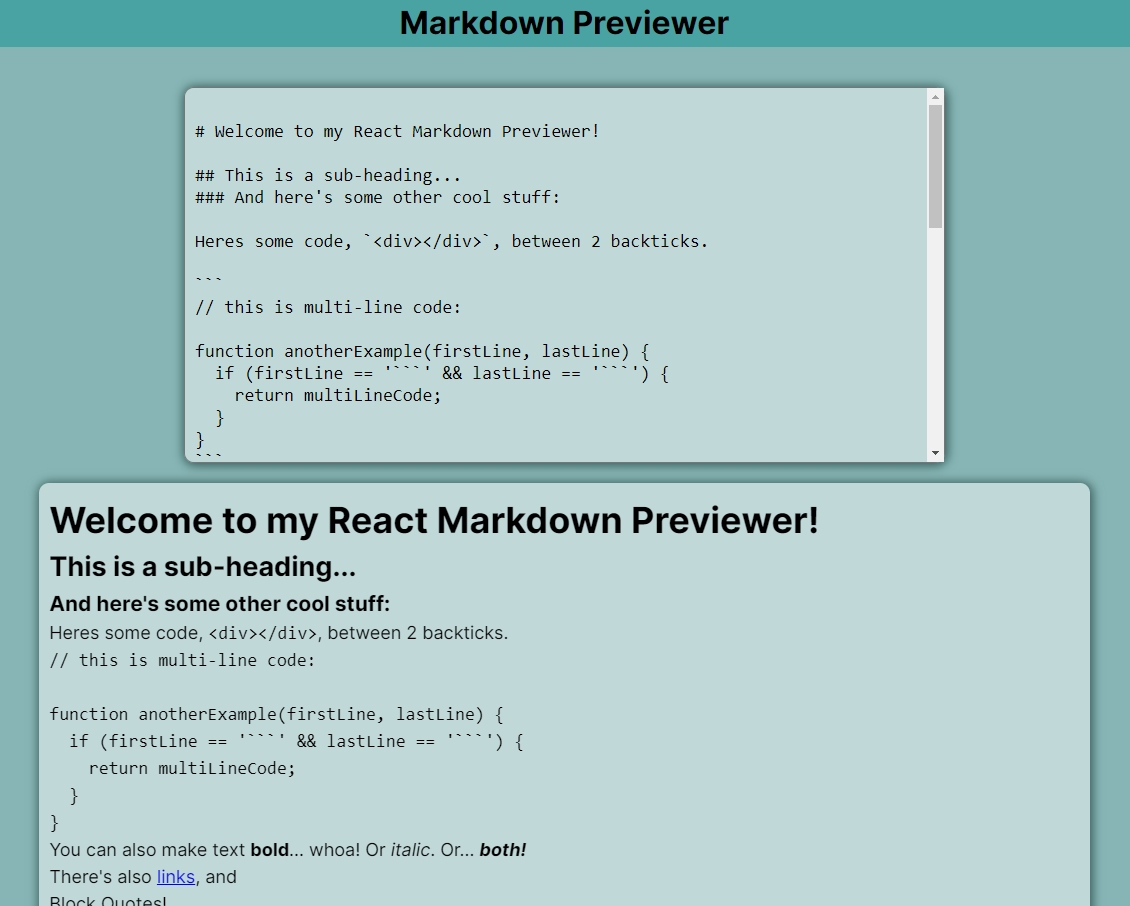 Markdown Previewer
# Welcome to my React Markdown Previewer!
## This is a sub-heading...
### And here's some other cool stuff:
Heres some code, `<div></div>`, between 2 backticks.
```
// this is multi-line code:
function anotherExample(firstLine, lastLine) {
  if (firstLine == '```' && lastLine == '```') {
    return multiLineCode;
  }
}
```
Welcome to my React Markdown Previewer!
This is a sub-heading...
And here's some other cool stuff:
Heres some code, <div></div>, between 2 backticks.
// this is multi-line code:
function anotherExample(firstLine, lastLine) {
  if (firstLine == '```' && lastLine == '```') {
    return multiLineCode;
  }
}
You can also make text bold... whoa! Or italic. Or... both!
There's also links, and
Block Quotes!